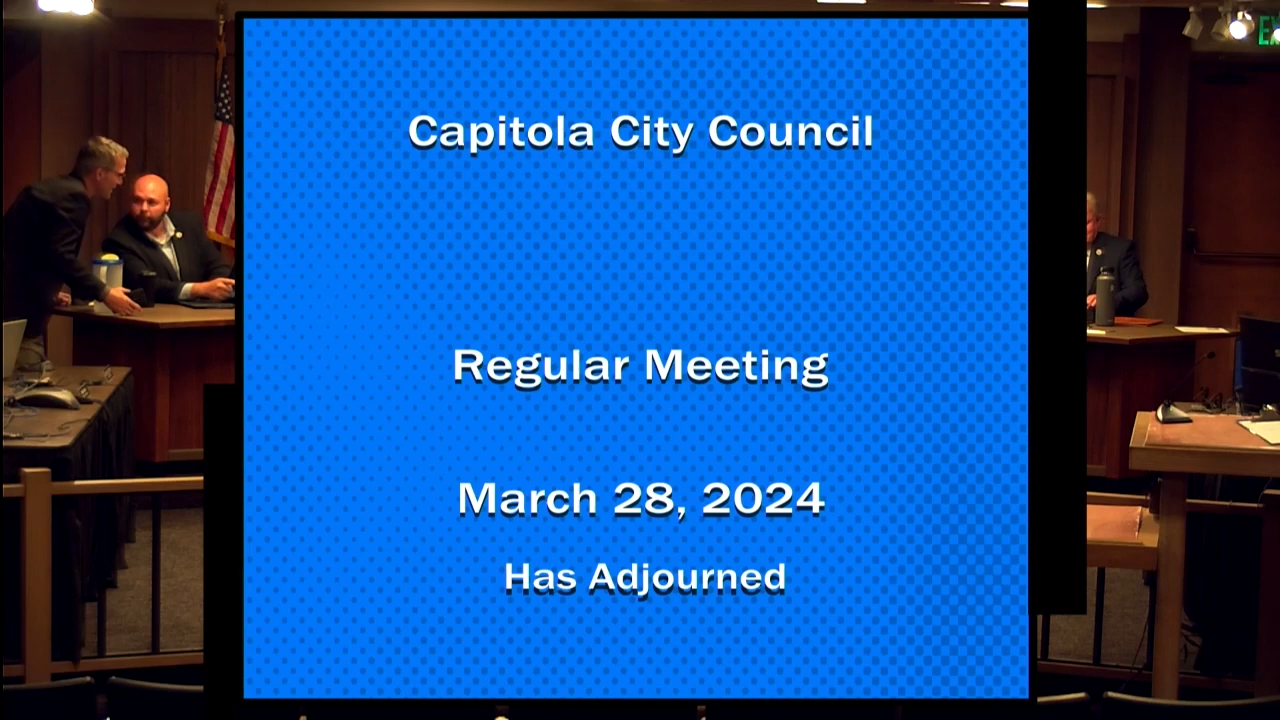 Capitola City Council
Regular Meeting
March 28, 2024
Has Adjourned